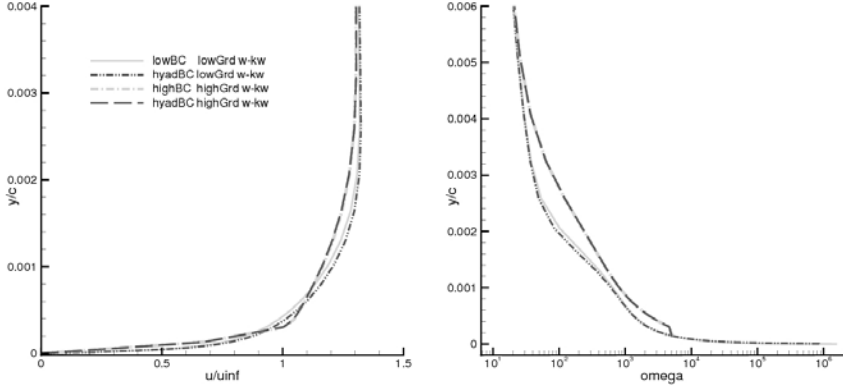 0.004
lowBC lowGrd w-kw
hyadBC lowGrd w-kw
highBC highGrd w-kw
hyadBC highGrd w-kw
0.003
y/c
0.002
0.001
0
0 0.5 1 1.5
u/uinf
0.006
0.005
0.004
0.003
y/c
0.002
0.001
0
10¹ 10² 10³ 10⁴ 10⁵ 10⁶
omega